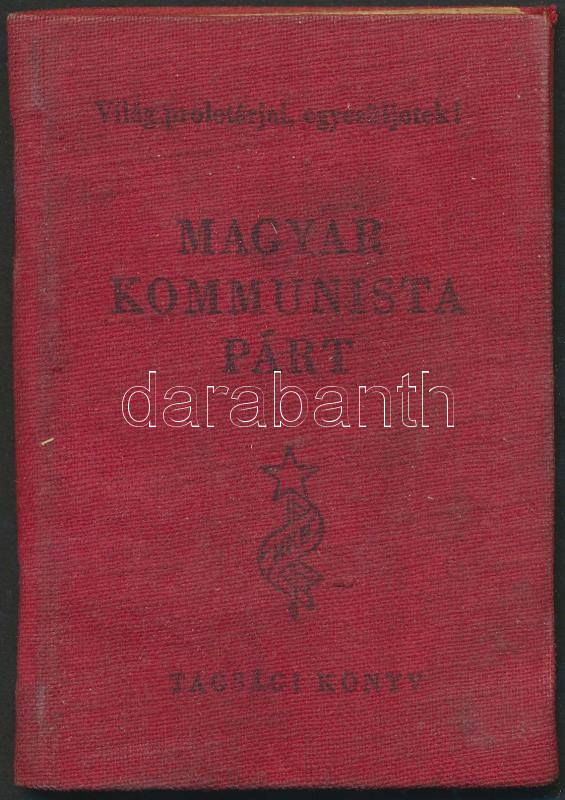 Világ proletárjai, egyesüljetek!
MAGYAR
KOMMUNISTA
PÁRT
darabanth
TAGSÁGI KÖNYV